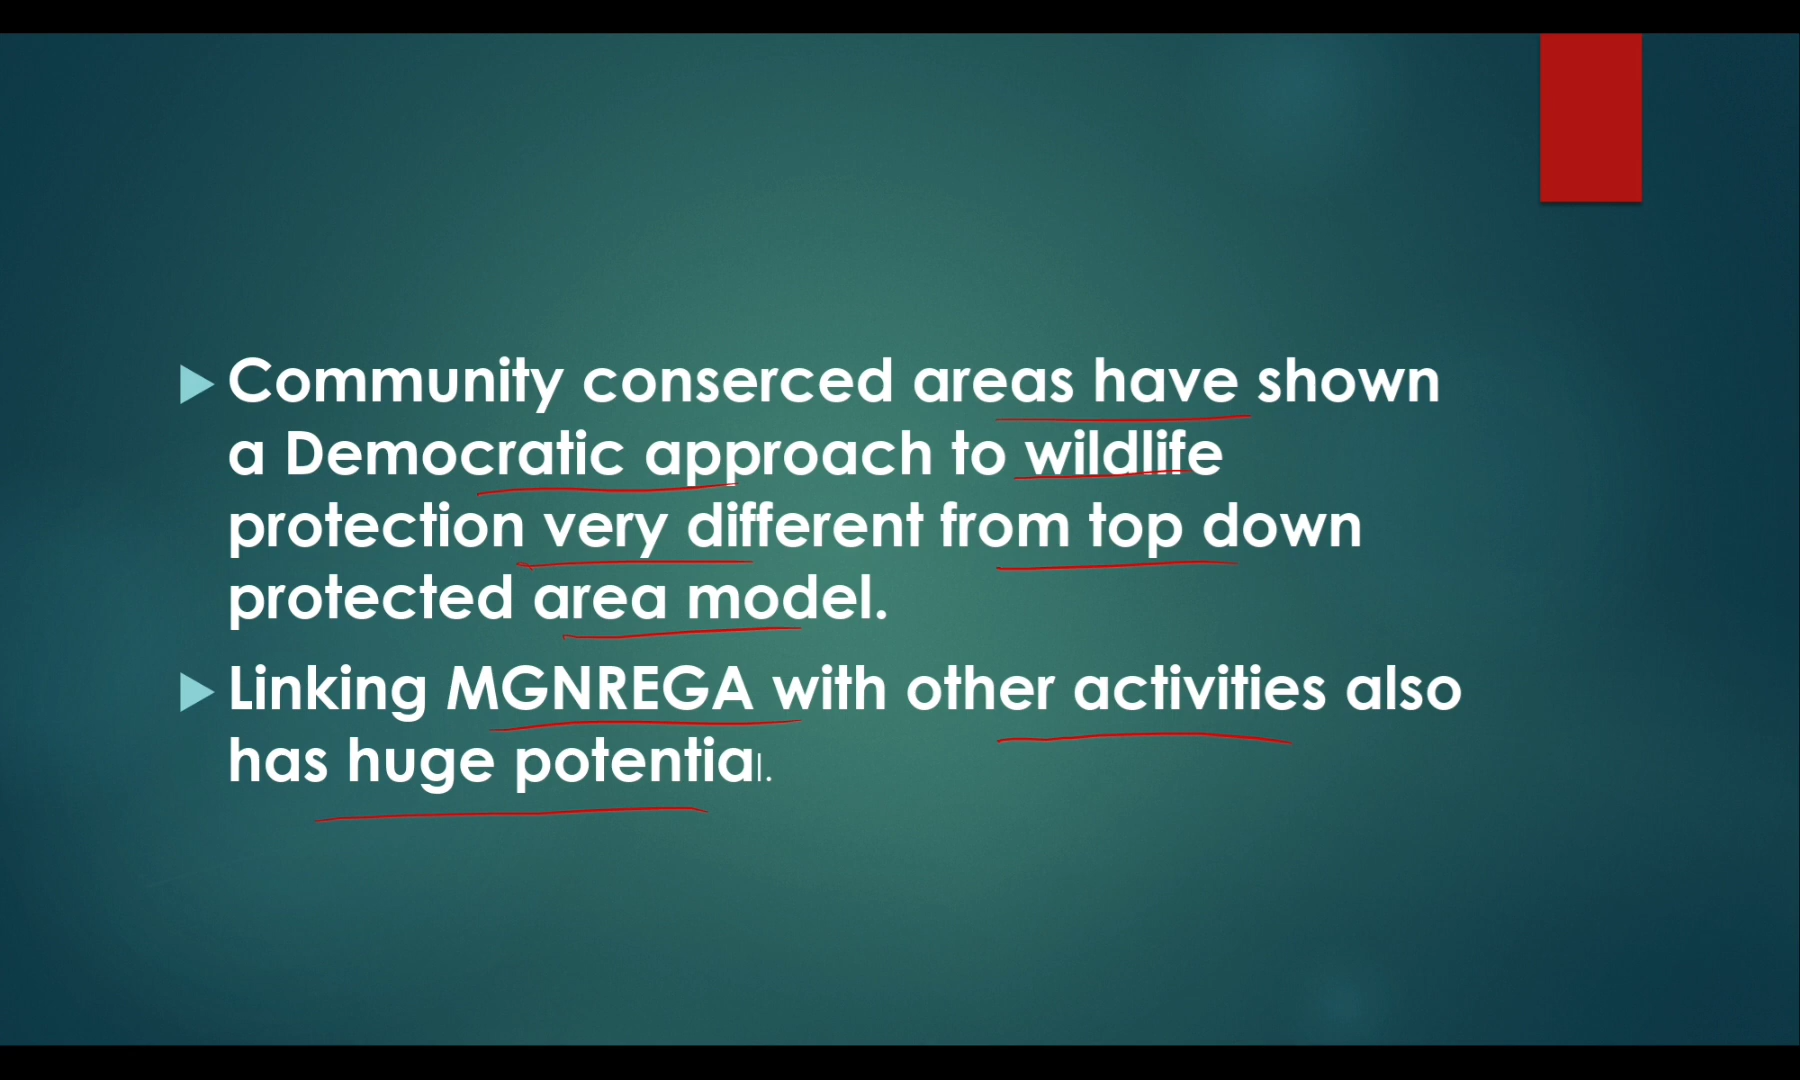 Community conserced areas have shown
a Democratic approach to wildlife
protection very different from top down
protected area model.
Linking MGNREGA with other activities also
has huge potential.